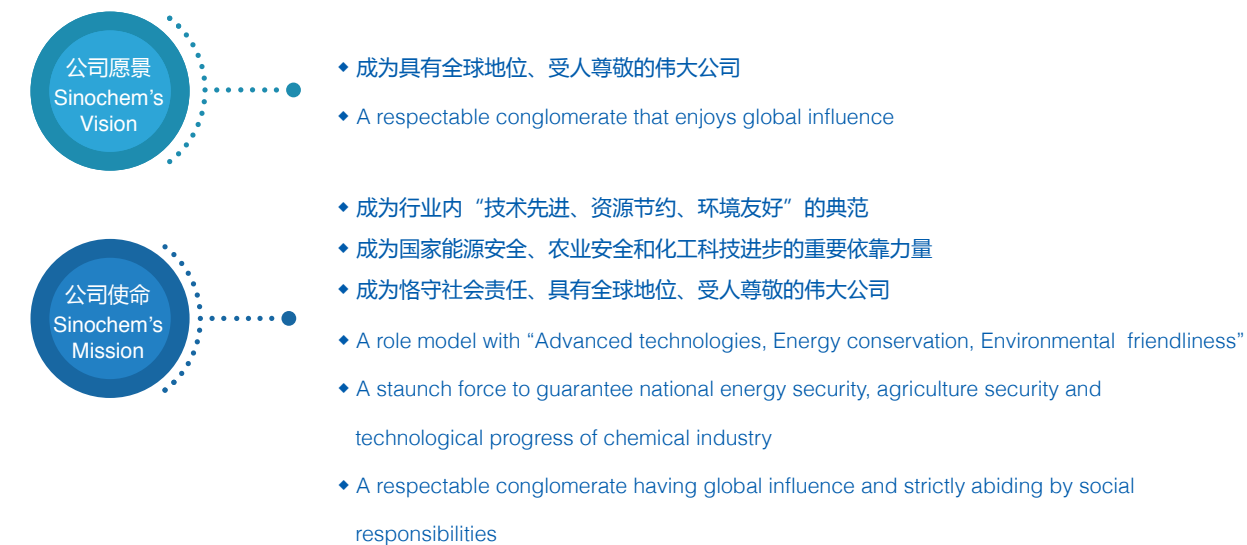 公司愿景
Sinochem’s
Vision
◆ 成为具有全球地位、受人尊敬的伟大公司
◆ A respectable conglomerate that enjoys global influence
公司使命
Sinochem’s
Mission
◆ 成为行业内“技术先进、资源节约、环境友好”的典范
◆ 成为国家能源安全、农业安全和化工科技进步的重要依靠力量
◆ 成为恪守社会责任、具有全球地位、受人尊敬的伟大公司
◆ A role model with “Advanced technologies, Energy conservation, Environmental friendliness”
◆ A staunch force to guarantee national energy security, agriculture security and
technological progress of chemical industry
◆ A respectable conglomerate having global influence and strictly abiding by social
responsibilities